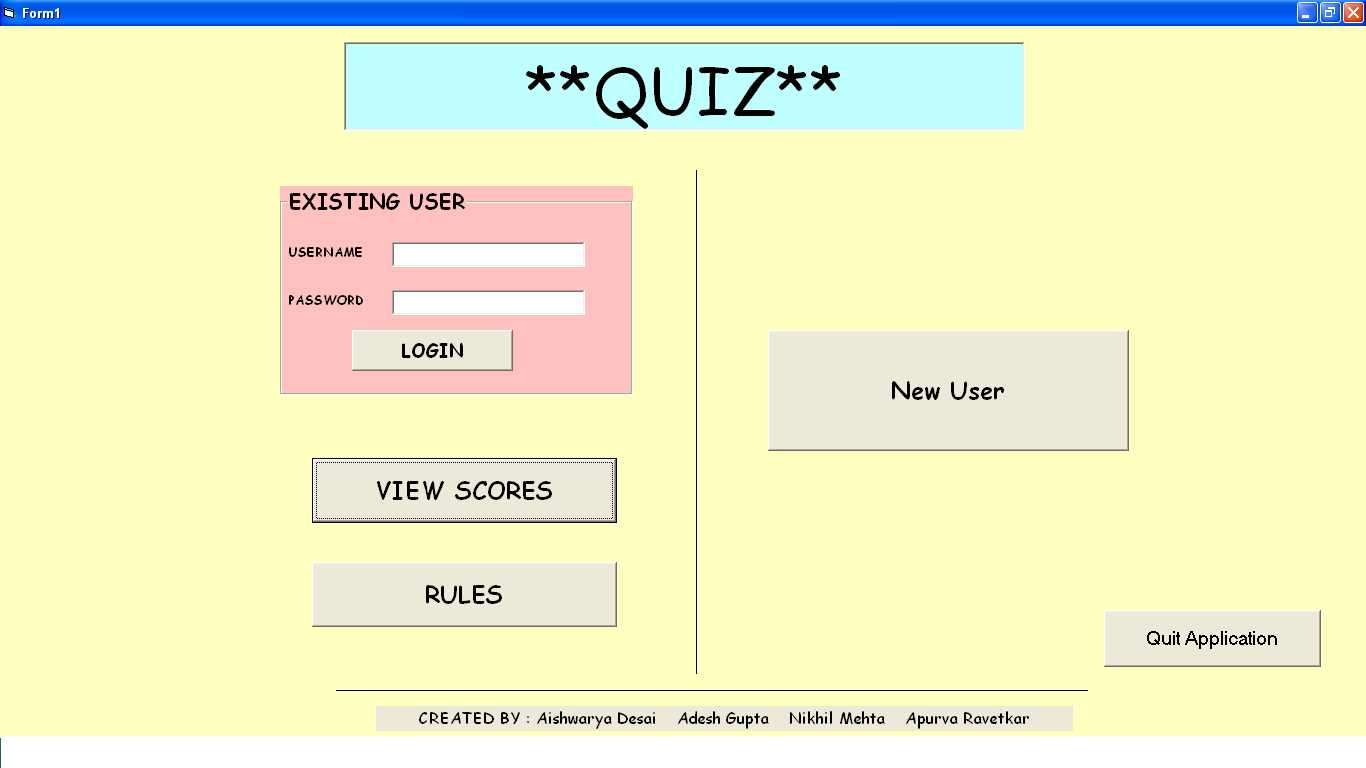 Form1
**QUIZ**
EXISTING USER
USERNAME
PASSWORD
LOGIN
New User
VIEW SCORES
RULES
Quit Application
CREATED BY : Aishwarya Desai Adesh Gupta Nikhil Mehta Apurva Ravetkar